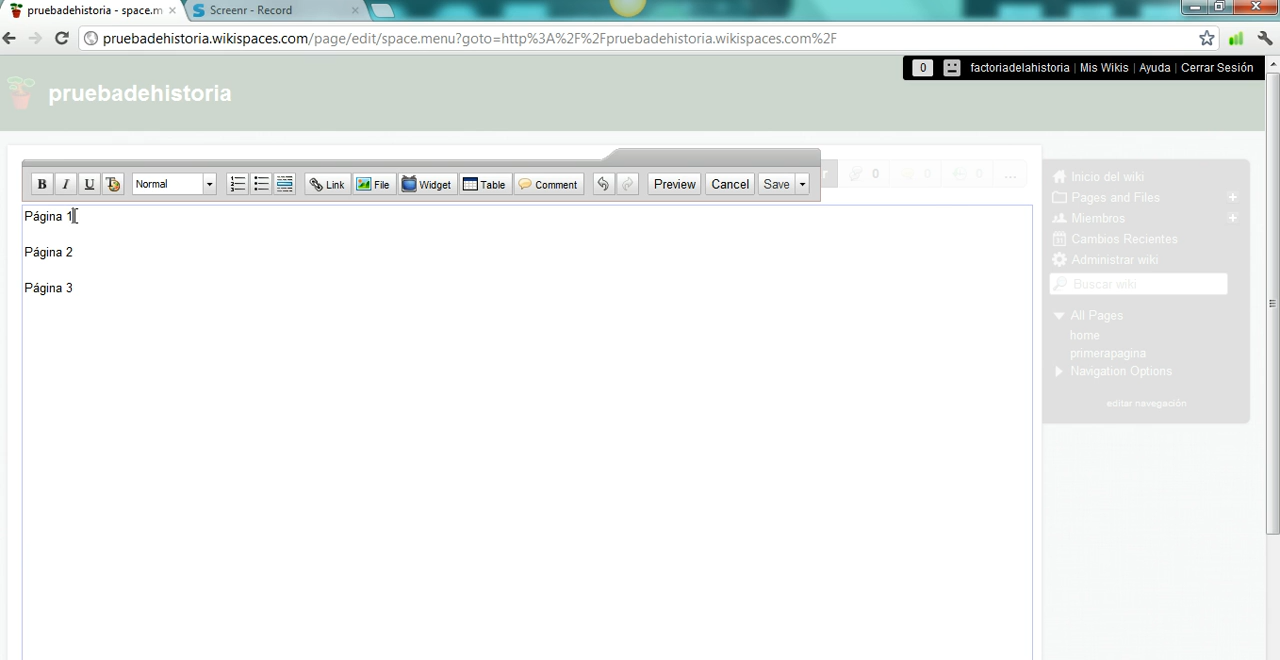 pruebadehistoria - space.m
Screenr - Record
pruebadehistoria.wikispaces.com/page/edit/space.menu?goto=http%3A%2F%2Fpruebadehistoria.wikispaces.com%2F
0 factoriadelahistoria | Mis Wikis | Ayuda | Cerrar Sesión
pruebadehistoria
B I U Normal Link File Widget Table Comment Preview Cancel Save
r 0 0 0 ...
Página 1
Página 2
Página 3
Inicio del wiki
Pages and Files +
Miembros +
Cambios Recientes
Administrar wiki
Buscar wiki
All Pages
home
primerapagina
Navigation Options
editar navegación